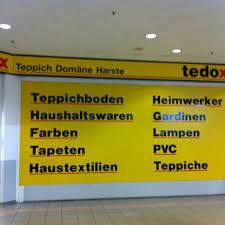 x Teppich Domäne Harste tedox
Teppichboden
Haushaltswaren
Farben
Tapeten
Haustextilien
Heimwerker
Gardinen
Lampen
PVC
Teppiche